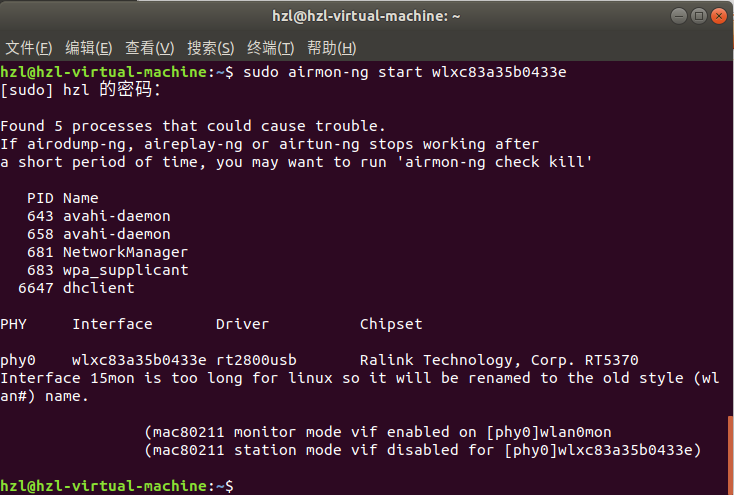 hzl@hzl-virtual-machine: ~
文件(F) 编辑(E) 查看(V) 搜索(S) 终端(T) 帮助(H)
hzl@hzl-virtual-machine:~$ sudo airmon-ng start wlxc83a35b0433e
[sudo] hzl 的密码：
Found 5 processes that could cause trouble.
If airodump-ng, aireplay-ng or airtun-ng stops working after
a short period of time, you may want to run 'airmon-ng check kill'
PID Name
643 avahi-daemon
658 avahi-daemon
681 NetworkManager
683 wpa_supplicant
6647 dhclient
PHY Interface Driver Chipset
phy0 wlxc83a35b0433e rt2800usb Ralink Technology, Corp. RT5370
Interface 15mon is too long for linux so it will be renamed to the old style (wl
an#) name.
(mac80211 monitor mode vif enabled on [phy0]wlan0mon
(mac80211 station mode vif disabled for [phy0]wlxc83a35b0433e)
hzl@hzl-virtual-machine:~$